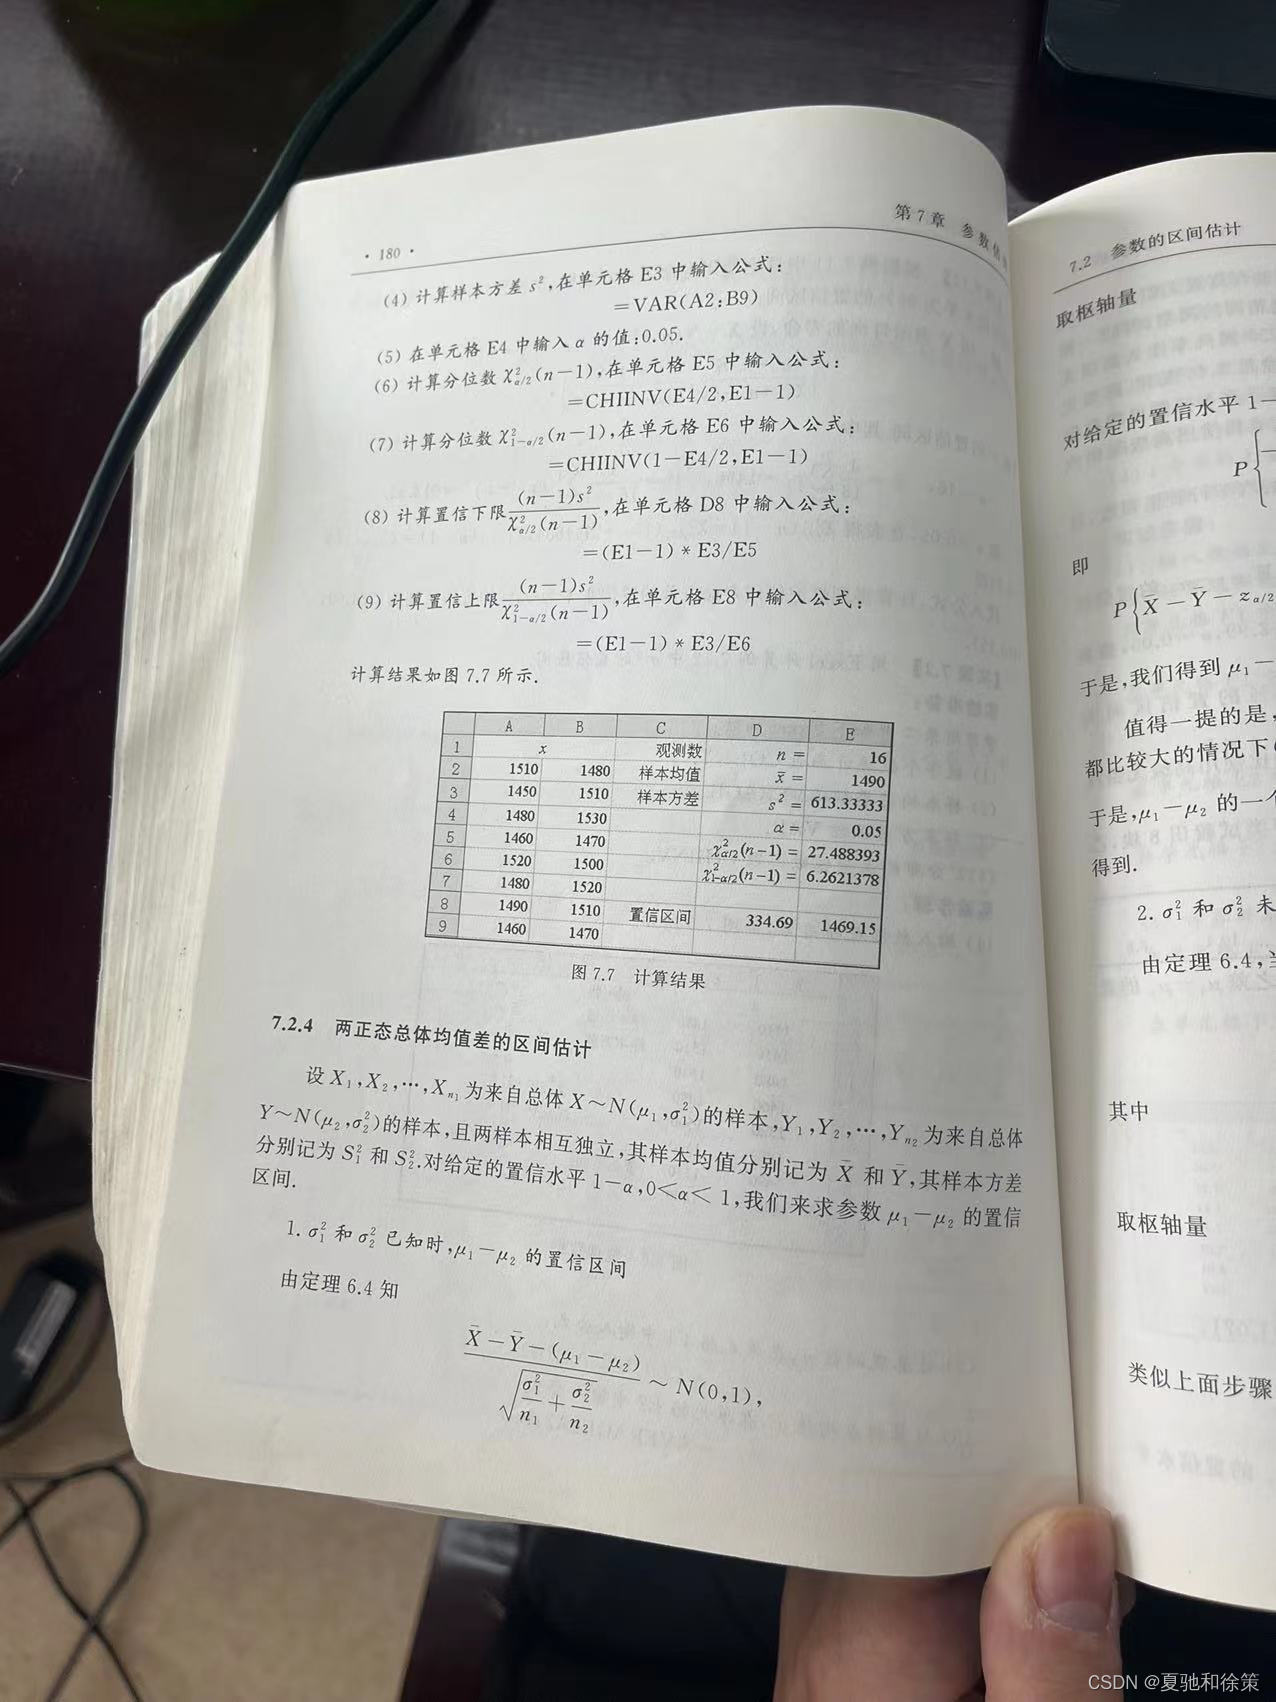 · 180 ·
第7章 参数估
(4) 计算样本方差 s²,在单元格 E3 中输入公式:
=VAR(A2:B9)
(5) 在单元格 E4 中输入 α 的值:0.05.
(6) 计算分位数 χ²_{α/2}(n−1),在单元格 E5 中输入公式:
=CHIINV(E4/2,E1−1)
(7) 计算分位数 χ²_{1−α/2}(n−1),在单元格 E6 中输入公式:
=CHIINV(1−E4/2,E1−1)
(8) 计算置信下限 (n−1)s²/χ²_{α/2}(n−1),在单元格 D8 中输入公式:
=(E1−1)*E3/E5
(9) 计算置信上限 (n−1)s²/χ²_{1−α/2}(n−1),在单元格 E8 中输入公式:
=(E1−1)*E3/E6
计算结果如图 7.7 所示.
A B C D E
1 x 观测数 n = 16
2 1510 1480 样本均值 x̄ = 1490
3 1450 1510 样本方差 s² = 613.33333
4 1480 1530 α = 0.05
5 1460 1470 χ²_{α/2}(n−1) = 27.488393
6 1520 1500 χ²_{1−α/2}(n−1) = 6.2621378
7 1480 1520
8 1490 1510 置信区间 334.69 1469.15
9 1460 1470
图 7.7 计算结果
7.2.4 两正态总体均值差的区间估计
设 X₁,X₂,…,X_{n₁} 为来自总体 X~N(μ₁,σ₁²)的样本,Y₁,Y₂,…,Y_{n₂} 为来自总体
Y~N(μ₂,σ₂²)的样本,且两样本相互独立,其样本均值分别记为 X̄ 和 Ȳ,其样本方差
分别记为 S₁² 和 S₂².对给定的置信水平 1−α,0<α<1,我们来求参数 μ₁−μ₂ 的置信
区间.
1. σ₁² 和 σ₂² 已知时,μ₁−μ₂ 的置信区间
由定理 6.4 知
(X̄−Ȳ−(μ₁−μ₂))/√(σ₁²/n₁+σ₂²/n₂) ~ N(0,1),
7.2 参数的区间估计
取枢轴量
对给定的置信水平 1−
P{
即
P{X̄−Ȳ−z_{α/2}
于是,我们得到 μ₁−
值得一提的是,
都比较大的情况下
于是,μ₁−μ₂ 的一个
得到.
2. σ₁² 和 σ₂² 未
由定理 6.4,当
其中
取枢轴量
类似上面步骤
CSDN @夏驰和徐策